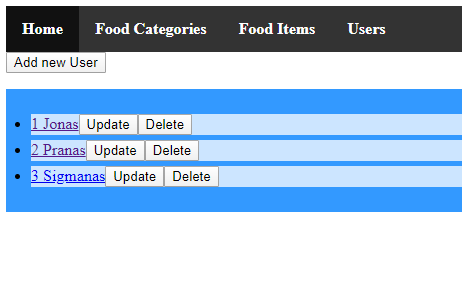 Home Food Categories Food Items Users
Add new User
1 Jonas Update Delete
2 Pranas Update Delete
3 Sigmanas Update Delete